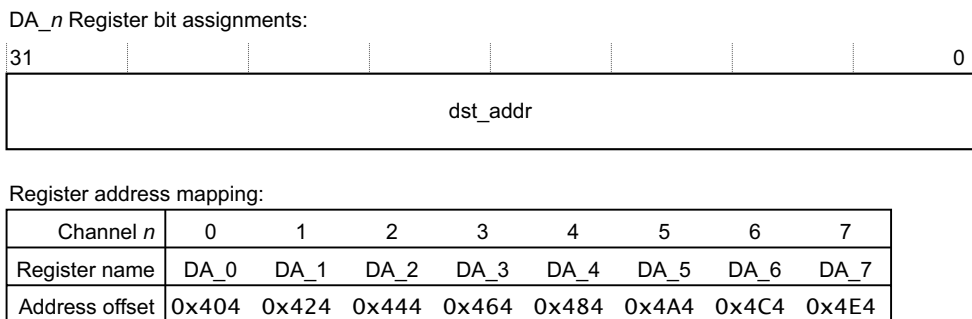 DA_n Register bit assignments:
31 0
dst_addr
Register address mapping:
Channel n 0 1 2 3 4 5 6 7
Register name DA_0 DA_1 DA_2 DA_3 DA_4 DA_5 DA_6 DA_7
Address offset 0x404 0x424 0x444 0x464 0x484 0x4A4 0x4C4 0x4E4